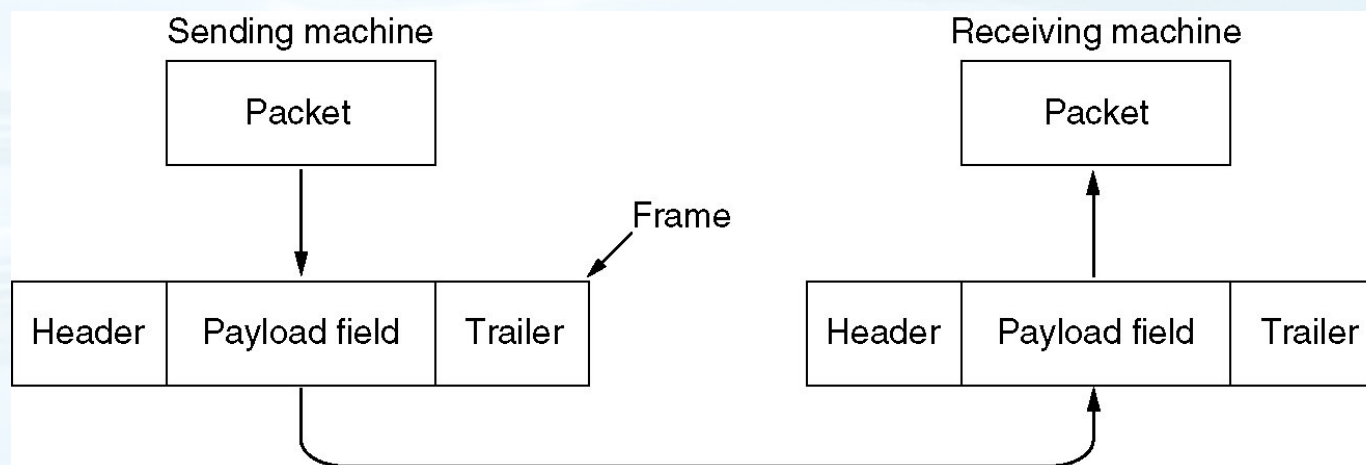 Sending machine
Receiving machine
Packet
Packet
Frame
Header
Payload field
Trailer
Header
Payload field
Trailer